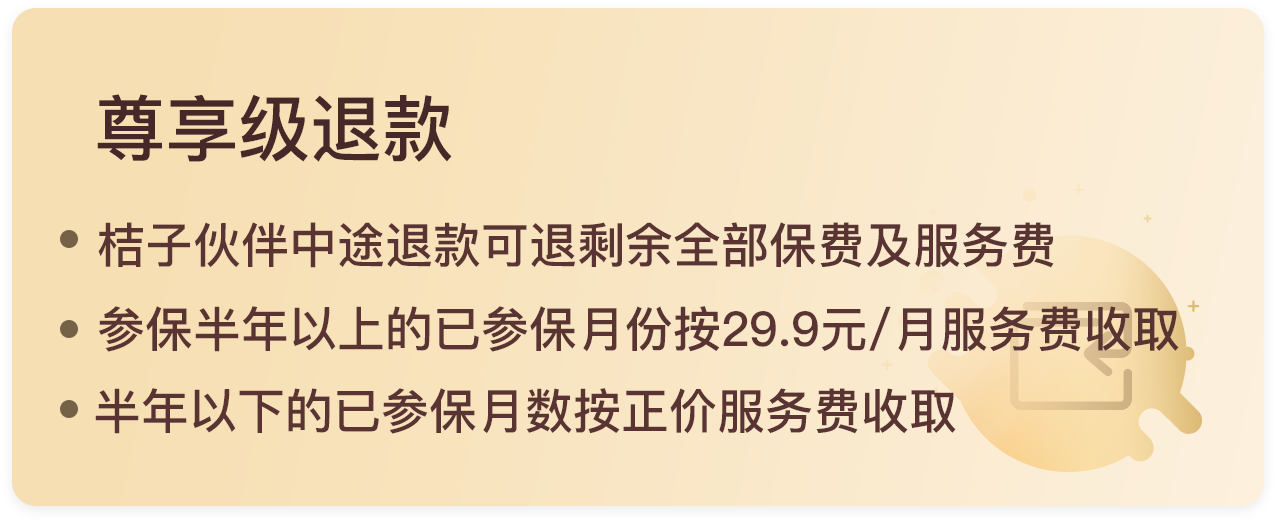 尊享级退款
桔子伙伴中途退款可退剩余全部保费及服务费
参保半年以上的已参保月份按29.9元/月服务费收取
半年以下的已参保月数按正价服务费收取